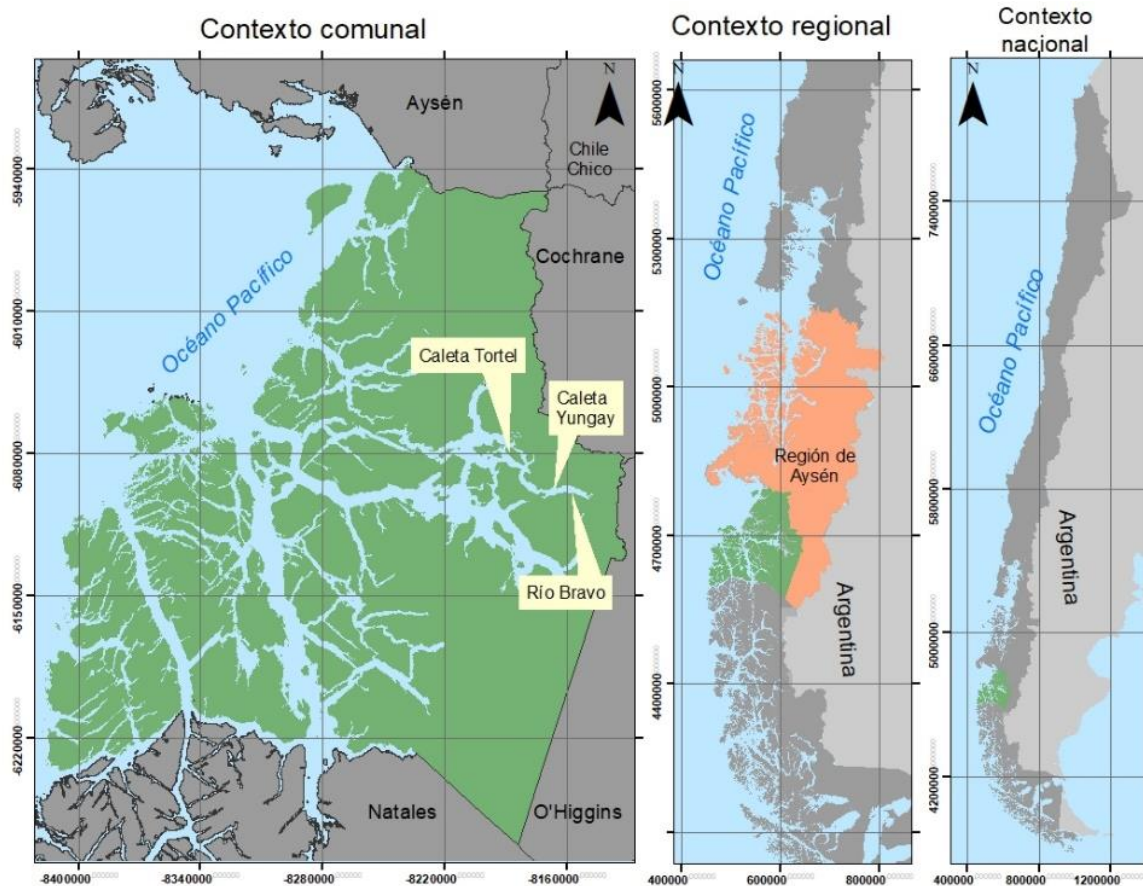 Contexto comunal
Contexto regional
Contexto
nacional
N
Aysén
Chile
Chico
Cochrane
Océano Pacífico
Caleta Tortel
Caleta
Yungay
Río Bravo
Natales
O'Higgins
-5940000
-6010000
-6080000
-6150000
-6220000
-8400000
-8340000
-8280000
-8220000
-8160000
N
Océano Pacífico
Región de
Aysén
Argentina
5600000
5300000
5000000
4700000
4400000
400000
600000
800000
N
Océano Pacífico
Argentina
7400000
6600000
5800000
5000000
4200000
400000
800000
1200000